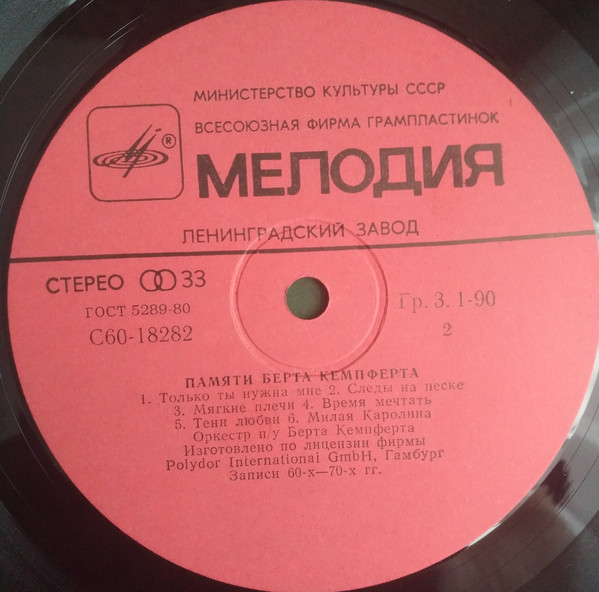 МИНИСТЕРСТВО КУЛЬТУРЫ СССР
ВСЕСОЮЗНАЯ ФИРМА ГРАМПЛАСТИНОК
®
МЕЛОДИЯ
ЛЕНИНГРАДСКИЙ ЗАВОД
СТЕРЕО 33
ГОСТ 5289-80
С60-18282
Гр. 3. 1-90
2
ПАМЯТИ БЕРТА КЕМПФЕРТА
1. Только ты нужна мне 2. Следы на песке
3. Мягкие плечи 4. Время мечтать
5. Тени любви 6. Милая Каролина
Оркестр п/у Берта Кемпферта
Изготовлено по лицензии фирмы
Polydor International GmbH, Гамбург
Записи 60-х—70-х гг.